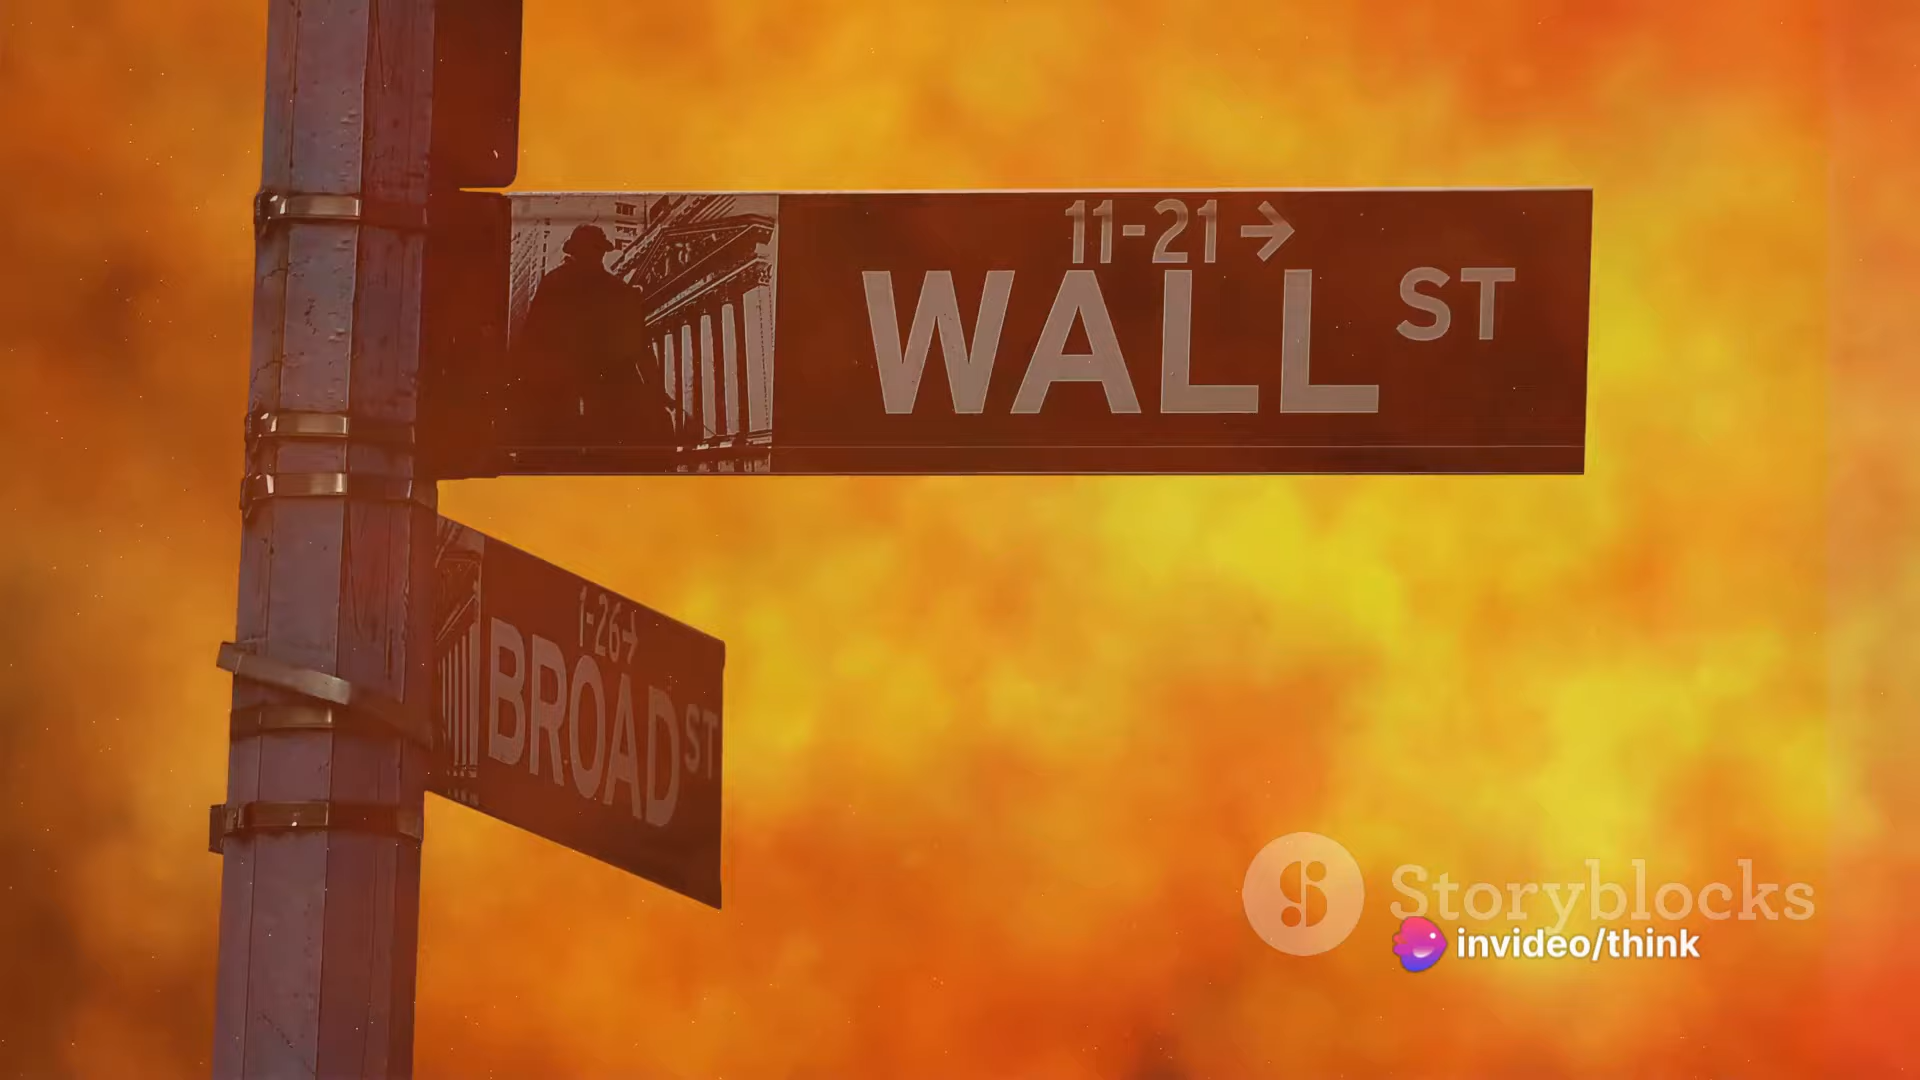 11-21→
WALL ST
1-26→
BROAD ST
Storyblocks
invideo/think